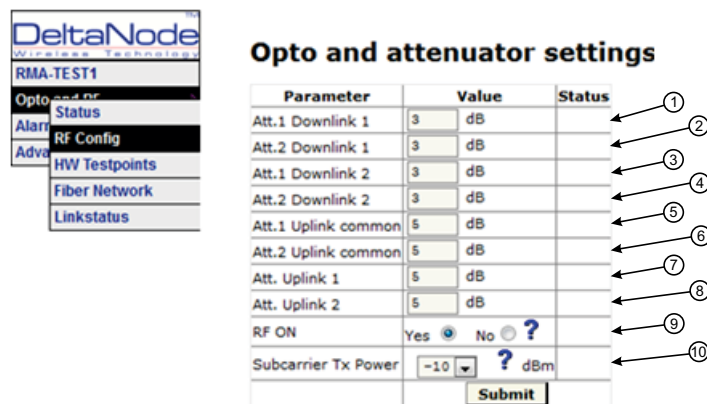 DeltaNode
TM
Wireless Technology
RMA-TEST1
Opto and RF
Status
RF Config
HW Testpoints
Fiber Network
Linkstatus
Alarm
Adva
Opto and attenuator settings
Parameter Value Status
Att.1 Downlink 1 3 dB 1
Att.2 Downlink 1 3 dB 2
Att.1 Downlink 2 3 dB 3
Att.2 Downlink 2 3 dB 4
Att.1 Uplink common 5 dB 5
Att.2 Uplink common 5 dB 6
Att. Uplink 1 5 dB 7
Att. Uplink 2 5 dB 8
RF ON Yes No ? 9
Subcarrier Tx Power -10 ? dBm 10
Submit